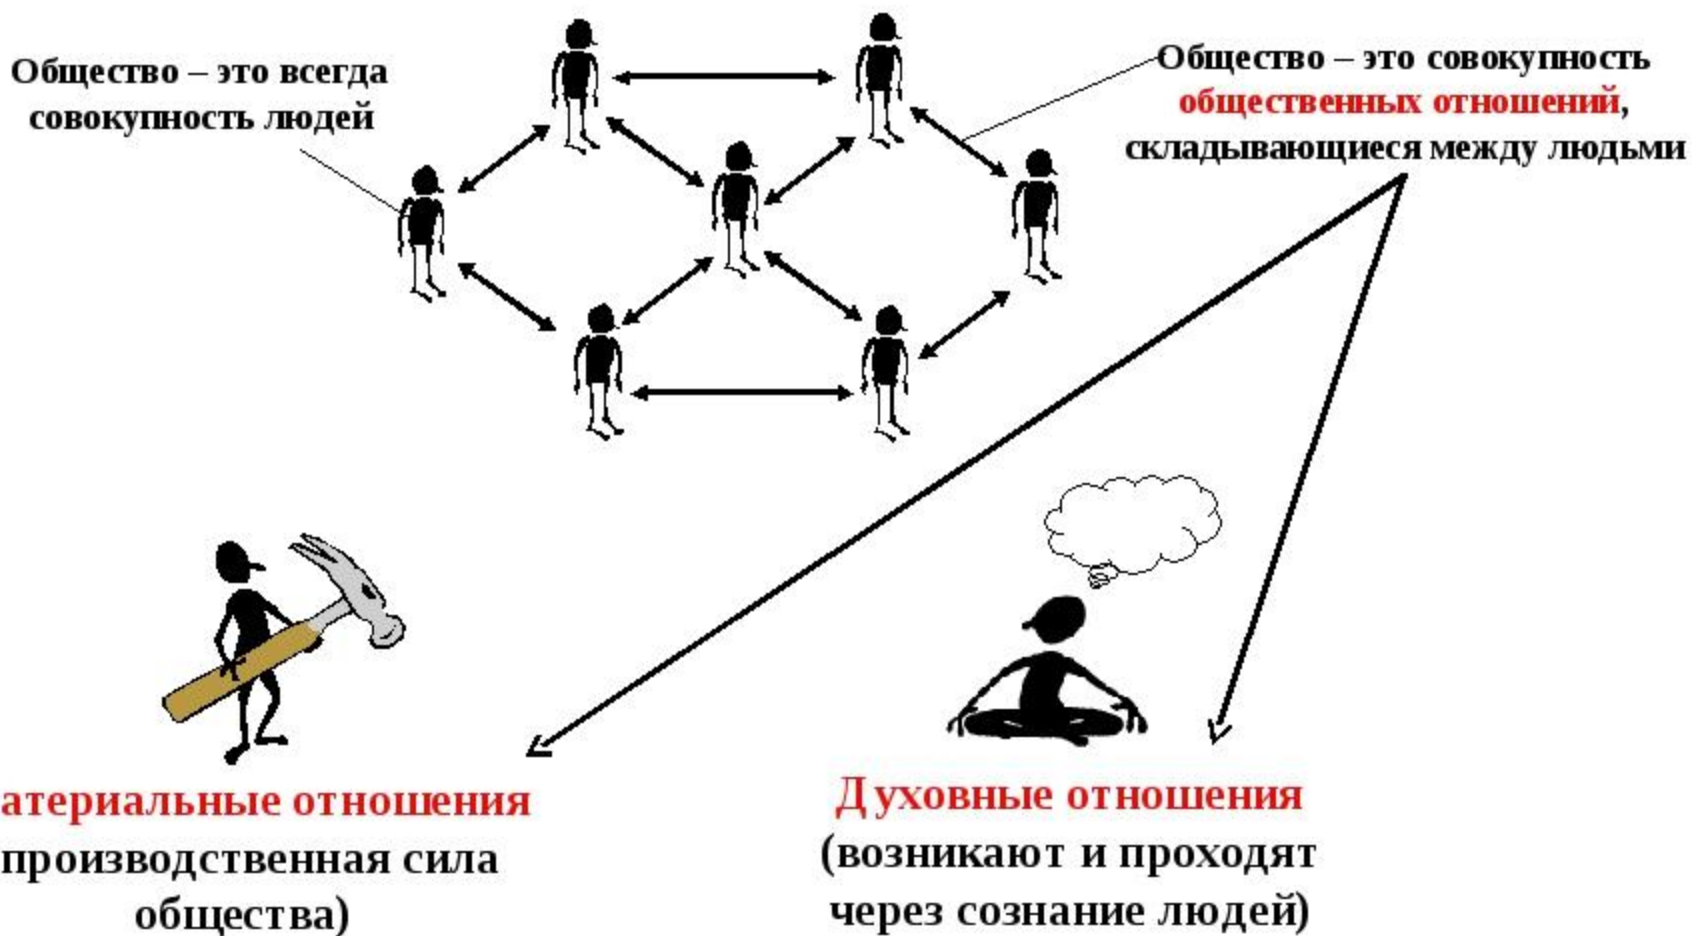 Общество – это всегда
совокупность людей
Общество – это совокупность
общественных отношений,
складывающиеся между людьми
атериальные отношения
производственная сила
общества)
Духовные отношения
(возникают и проходят
через сознание людей)